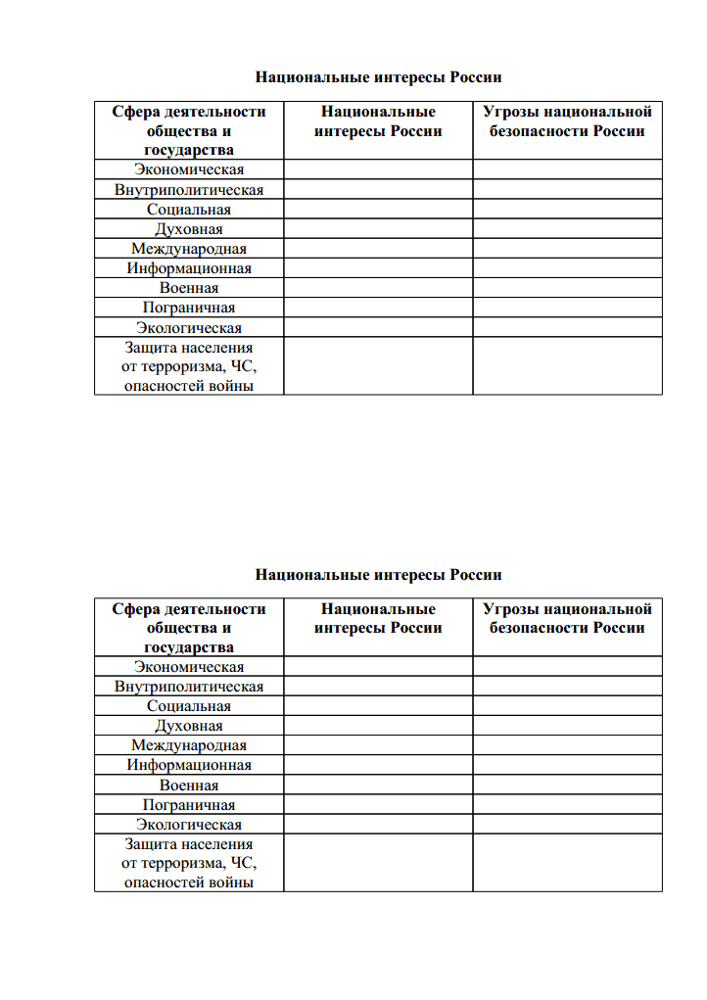 Национальные интересы России
Сфера деятельности общества и государства
Национальные интересы России
Угрозы национальной безопасности России
Экономическая
Внутриполитическая
Социальная
Духовная
Международная
Информационная
Военная
Пограничная
Экологическая
Защита населения
от терроризма, ЧС,
опасностей войны
Национальные интересы России
Сфера деятельности общества и государства
Национальные интересы России
Угрозы национальной безопасности России
Экономическая
Внутриполитическая
Социальная
Духовная
Международная
Информационная
Военная
Пограничная
Экологическая
Защита населения
от терроризма, ЧС,
опасностей войны